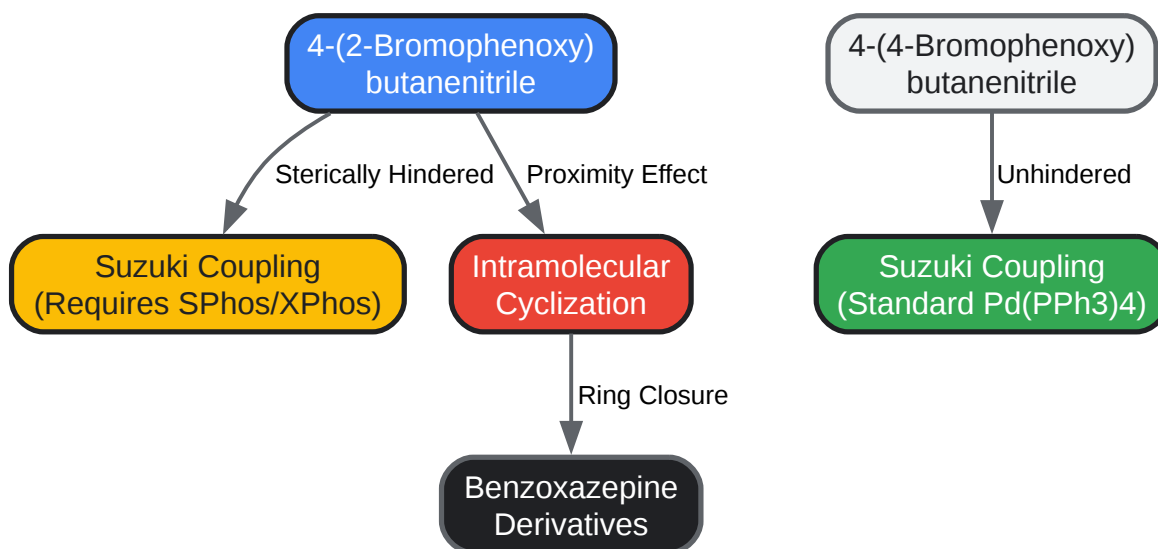 4-(2-Bromophenoxy)
butanenitrile
4-(4-Bromophenoxy)
butanenitrile
Sterically Hindered
Proximity Effect
Unhindered
Suzuki Coupling
(Requires SPhos/XPhos)
Intramolecular
Cyclization
Suzuki Coupling
(Standard Pd(PPh3)4)
Ring Closure
Benzoxazepine
Derivatives